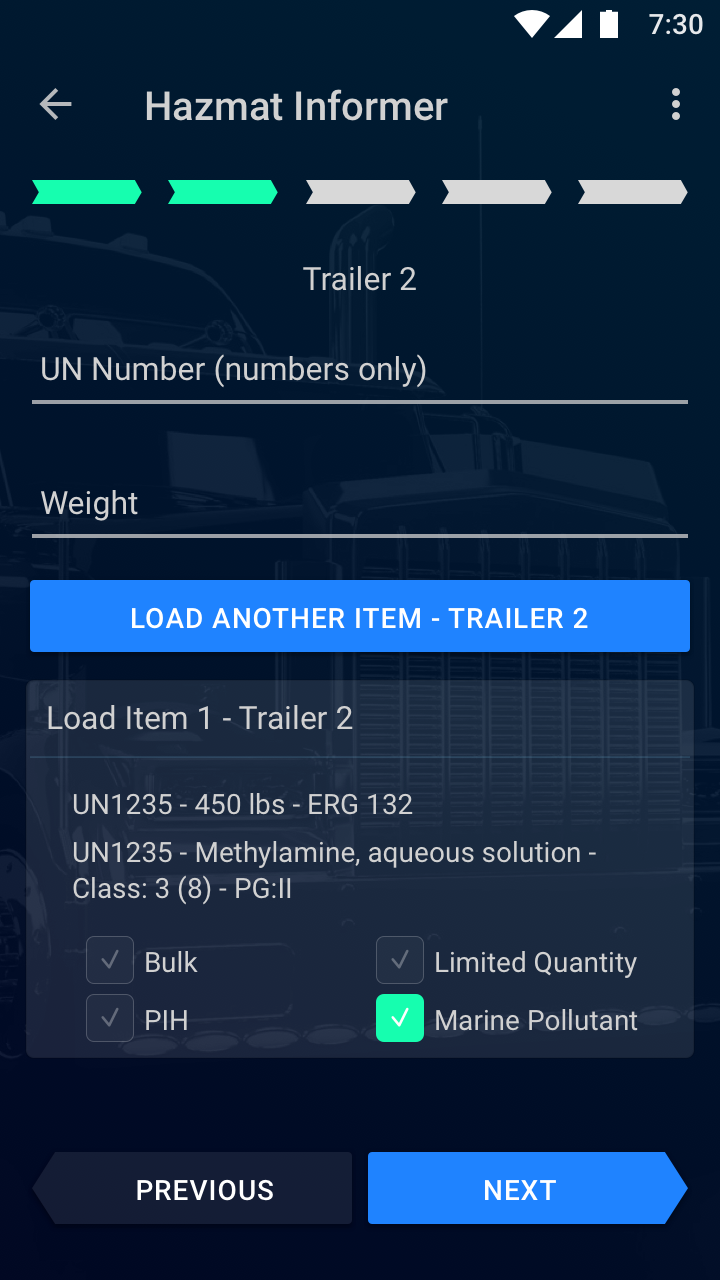 7:30
Hazmat Informer
Trailer 2
UN Number (numbers only)
Weight
LOAD ANOTHER ITEM - TRAILER 2
Load Item 1 - Trailer 2
UN1235 - 450 lbs - ERG 132
UN1235 - Methylamine, aqueous solution -
Class: 3 (8) - PG:II
Bulk
Limited Quantity
PIH
Marine Pollutant
PREVIOUS
NEXT